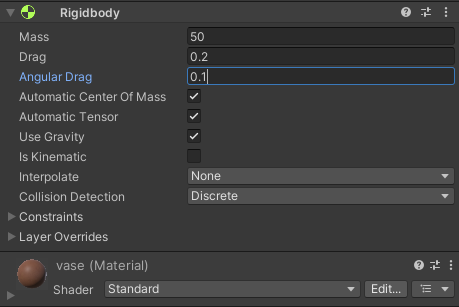 Rigidbody
Mass 50
Drag 0.2
Angular Drag 0.1
Automatic Center Of Mass
Automatic Tensor
Use Gravity
Is Kinematic
Interpolate None
Collision Detection Discrete
Constraints
Layer Overrides
vase (Material)
Shader Standard Edit...